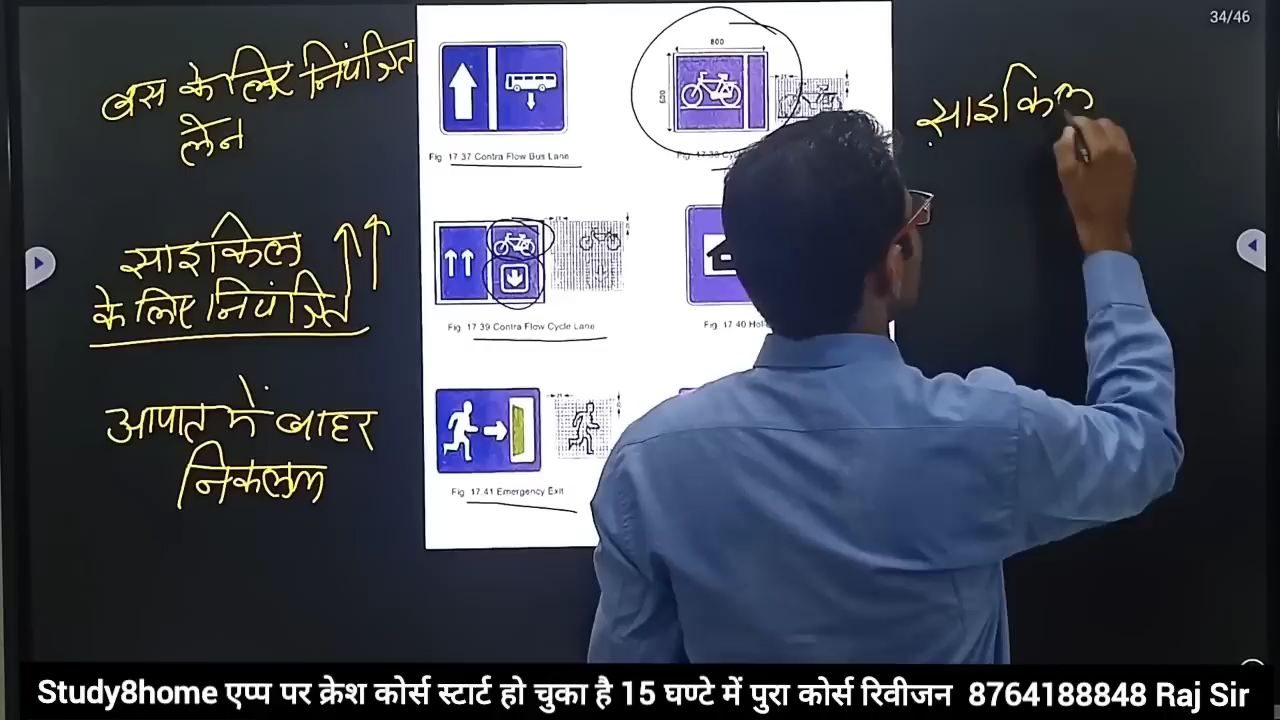 34/46
बस के लिए नियंत्रित
लेन
800
600
साइकिल
Fig 17.37 Contra Flow Bus Lane
साइकिल
के लिए नियंत्रित
Fig 17 39 Contra Flow Cycle Lane
Fig. 17 40
आपात में बाहर
Fig 17.41 Emergency Exit
Study8home एप्प पर क्रेश कोर्स स्टार्ट हो चुका है 15 घण्टे में पुरा कोर्स रिवीजन 8764188848 Raj Sir